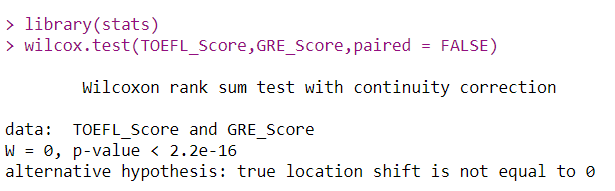 > library(stats)
> wilcox.test(TOEFL_Score,GRE_Score,paired = FALSE)
Wilcoxon rank sum test with continuity correction
data:  TOEFL_Score and GRE_Score
W = 0, p-value < 2.2e-16
alternative hypothesis: true location shift is not equal to 0